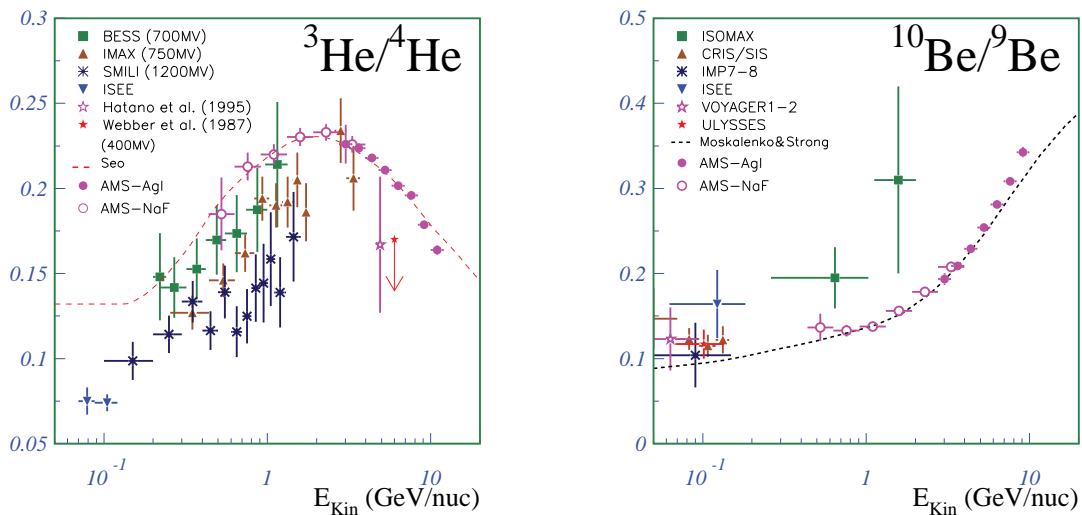 ³He/⁴He
0.3
0.25
0.2
0.15
0.1
0.05
BESS (700MV)
IMAX (750MV)
SMILI (1200MV)
ISEE
Hatano et al. (1995)
Webber et al. (1987)
(400MV)
Seo
AMS-Agl
AMS-NaF
10⁻¹
1
10
E_Kin (GeV/nuc)
¹⁰Be/⁹Be
0.5
0.4
0.3
0.2
0.1
0
ISOMAX
CRIS/SIS
IMP7-8
ISEE
VOYAGER1-2
ULYSSES
Moskalenko&Strong
AMS-Agl
AMS-NaF
10⁻¹
1
10
E_Kin (GeV/nuc)